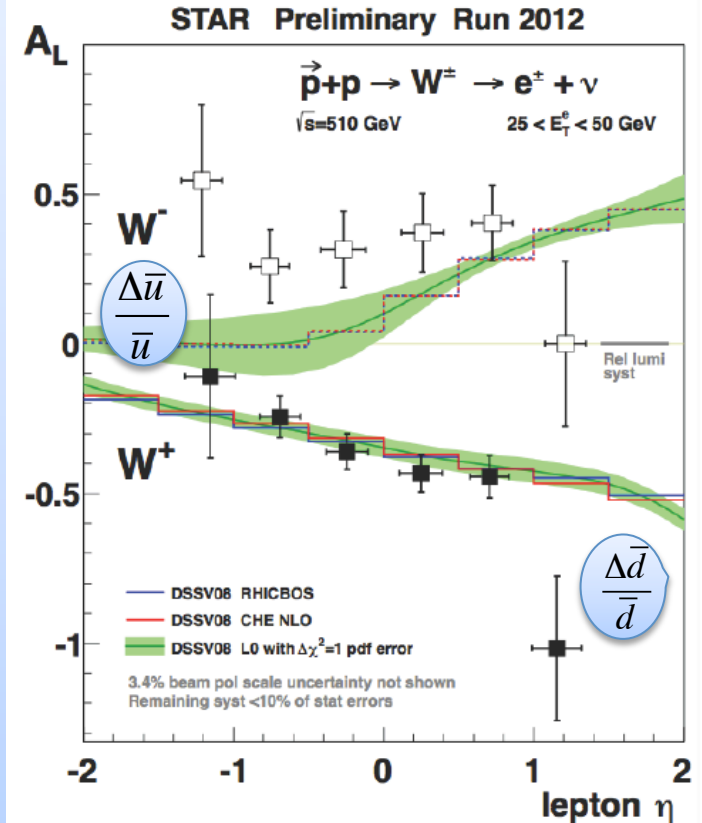 STAR Preliminary Run 2012
A_L
p⃗+p → W^± → e^± + ν
√s=510 GeV
25 < E_T^e < 50 GeV
0.5
W^-
Δu̅
u̅
0
Rel lumi
syst
W^+
-0.5
Δd̅
d̅
DSSV08 RHICBOS
DSSV08 CHE NLO
DSSV08 L0 with Δχ²=1 pdf error
-1
3.4% beam pol scale uncertainty not shown
Remaining syst <10% of stat errors
-2 -1 0 1 2
lepton η